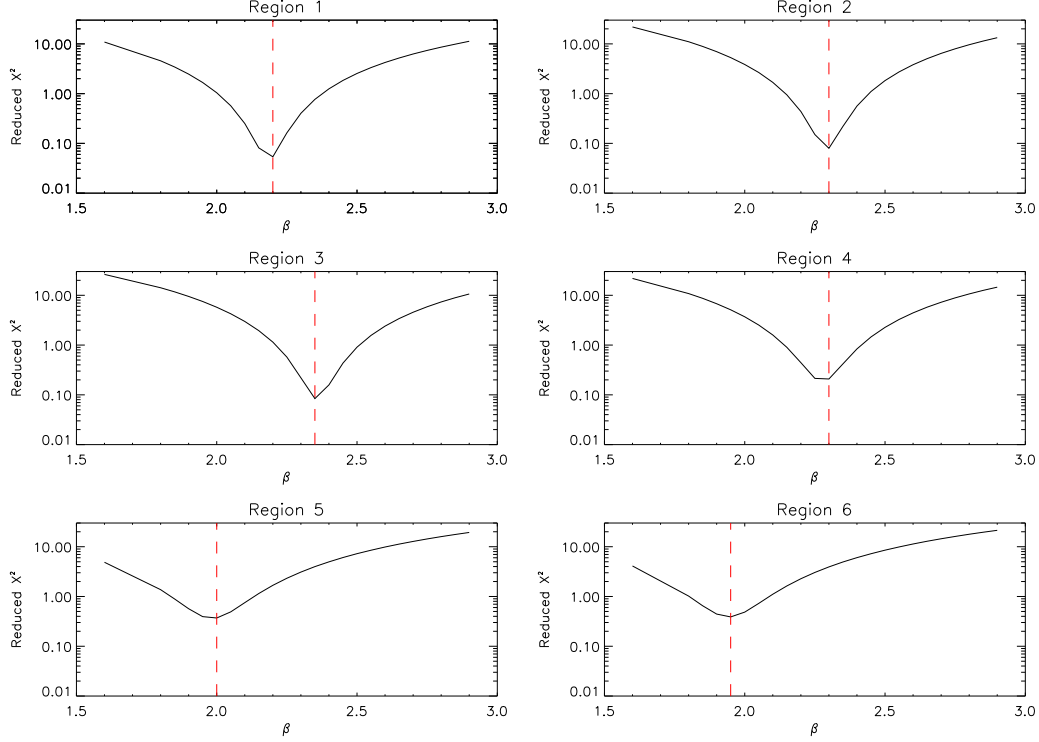 Region 1
Reduced X²
10.00
1.00
0.10
0.01
1.5
2.0
2.5
3.0
β
Region 2
Reduced X²
10.00
1.00
0.10
0.01
1.5
2.0
2.5
3.0
β
Region 3
Reduced X²
10.00
1.00
0.10
0.01
1.5
2.0
2.5
3.0
β
Region 4
Reduced X²
10.00
1.00
0.10
0.01
1.5
2.0
2.5
3.0
β
Region 5
Reduced X²
10.00
1.00
0.10
0.01
1.5
2.0
2.5
3.0
β
Region 6
Reduced X²
10.00
1.00
0.10
0.01
1.5
2.0
2.5
3.0
β